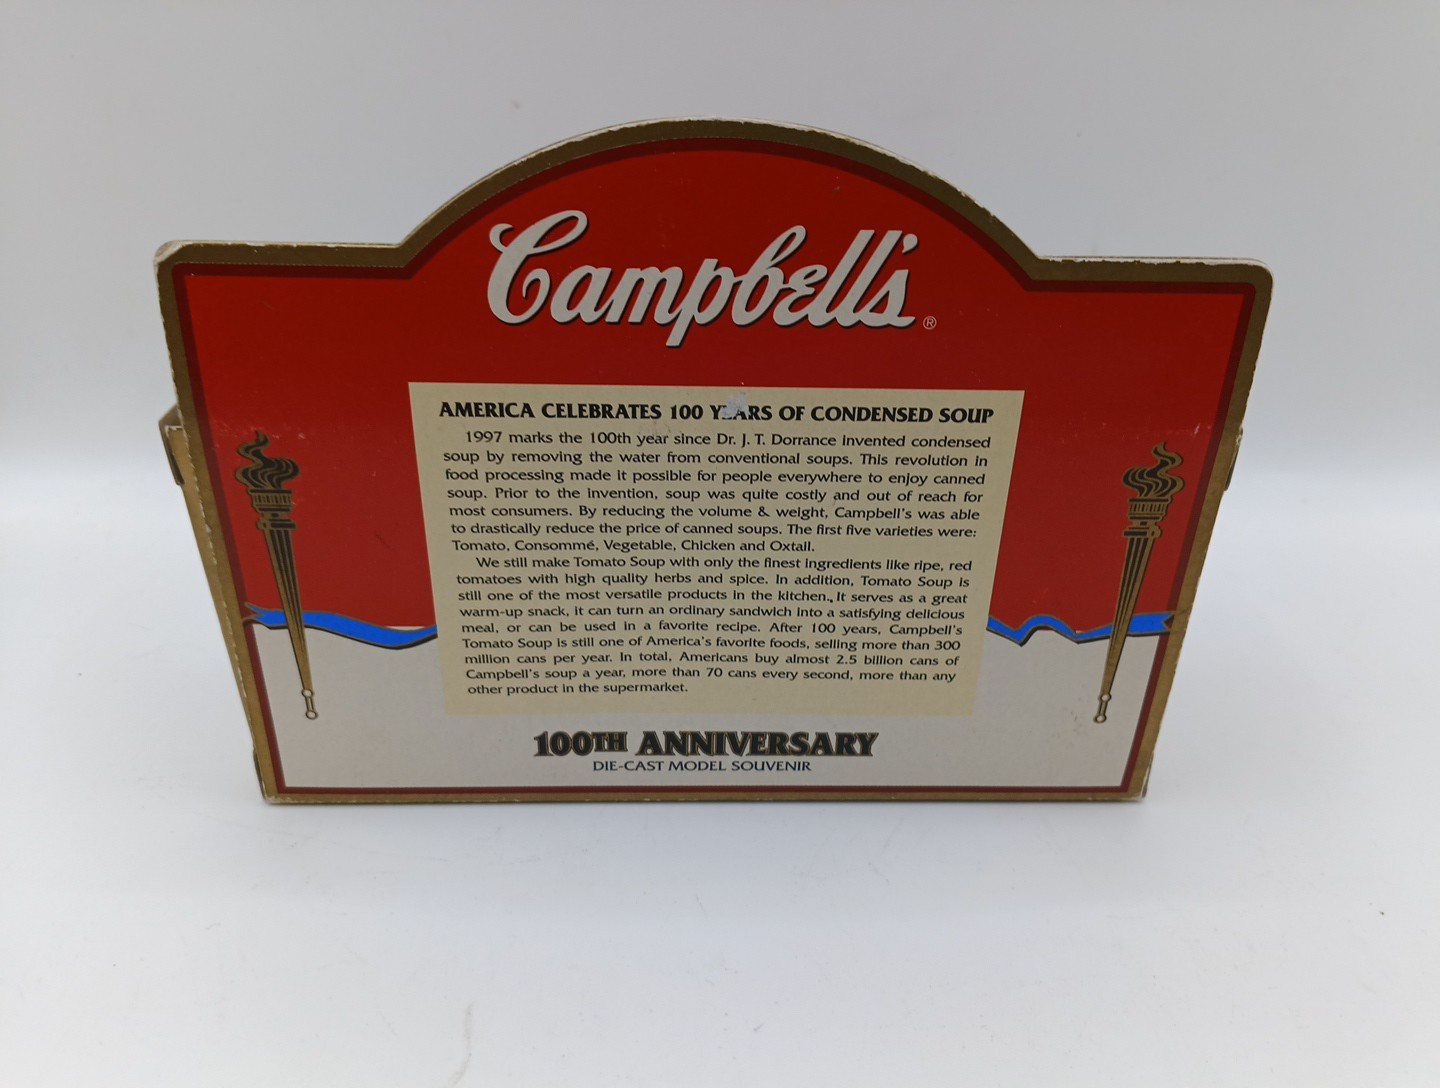 Campbell's®
AMERICA CELEBRATES 100 YEARS OF CONDENSED SOUP
1997 marks the 100th year since Dr. J. T. Dorrance invented condensed
soup by removing the water from conventional soups. This revolution in
food processing made it possible for people everywhere to enjoy canned
soup. Prior to the invention, soup was quite costly and out of reach for
most consumers. By reducing the volume & weight, Campbell's was able
to drastically reduce the price of canned soups. The first five varieties were:
Tomato, Consommé, Vegetable, Chicken and Oxtail.
We still make Tomato Soup with only the finest ingredients like ripe, red
tomatoes with high quality herbs and spice. In addition, Tomato Soup is
still one of the most versatile products in the kitchen. It serves as a great
warm-up snack, it can turn an ordinary sandwich into a satisfying delicious
meal, or can be used in a favorite recipe. After 100 years, Campbell's
Tomato Soup is still one of America's favorite foods, selling more than 300
million cans per year. In total, Americans buy almost 2.5 billion cans of
Campbell's soup a year, more than 70 cans every second, more than any
other product in the supermarket.
100TH ANNIVERSARY
DIE-CAST MODEL SOUVENIR